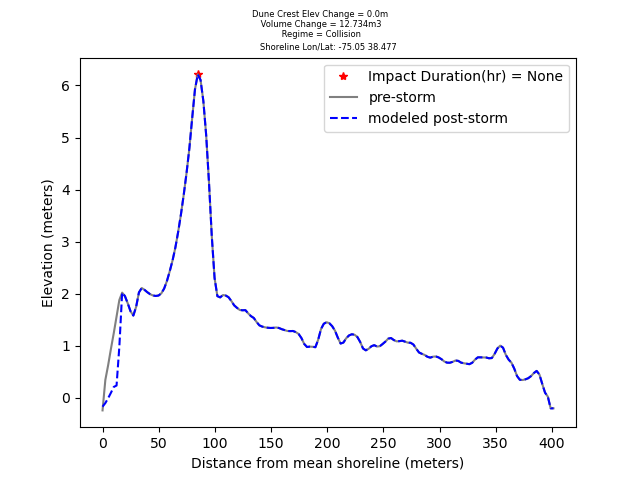 Dune Crest Elev Change = 0.0m
Volume Change = 12.734m3
Regime = Collision
Shoreline Lon/Lat: -75.05 38.477
Impact Duration(hr) = None
pre-storm
modeled post-storm
Elevation (meters)
6
5
4
3
2
1
0
0 50 100 150 200 250 300 350 400
Distance from mean shoreline (meters)